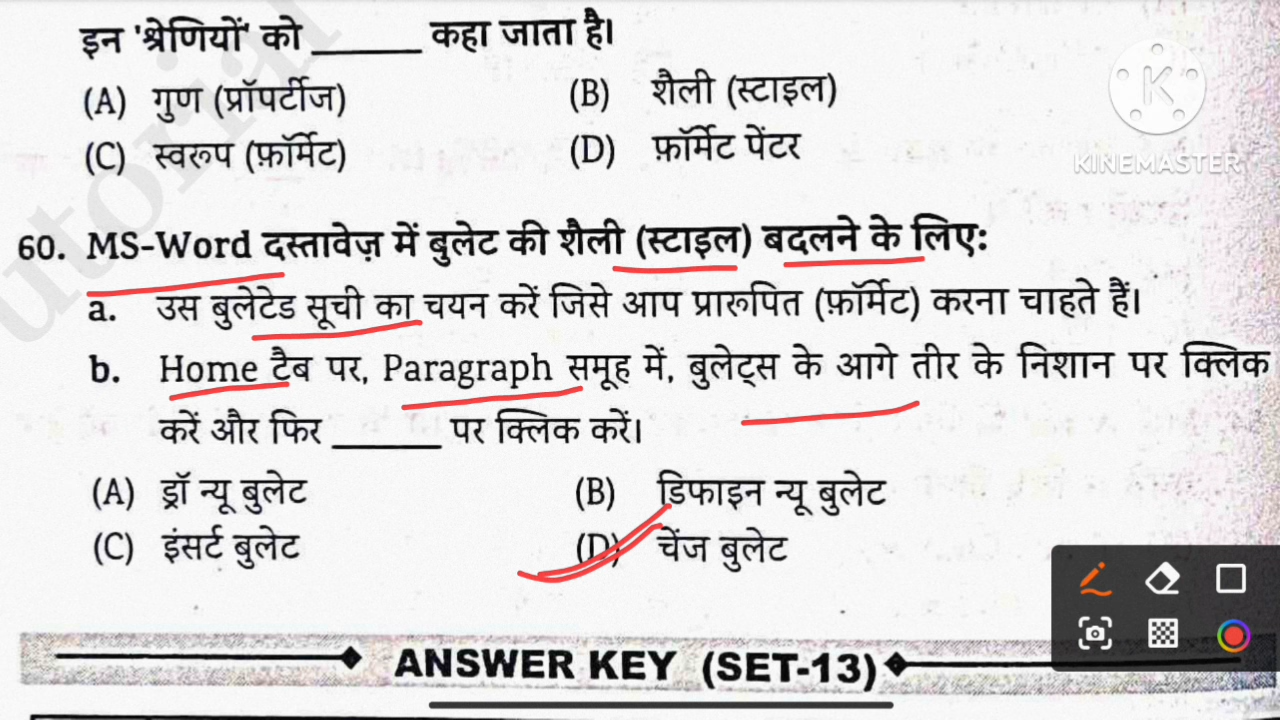 इन 'श्रेणियों' को ______ कहा जाता है।
(A) गुण (प्रॉपर्टीज) (B) शैली (स्टाइल)
(C) स्वरूप (फ़ॉर्मेट) (D) फ़ॉर्मेट पेंटर
K
KINEMASTER
60. MS-Word दस्तावेज़ में बुलेट की शैली (स्टाइल) बदलने के लिए:
a. उस बुलेटेड सूची का चयन करें जिसे आप प्रारूपित (फ़ॉर्मेट) करना चाहते हैं।
b. Home टैब पर, Paragraph समूह में, बुलेट्स के आगे तीर के निशान पर क्लिक
करें और फिर ______ पर क्लिक करें।
(A) ड्रॉ न्यू बुलेट (B) डिफाइन न्यू बुलेट
(C) इंसर्ट बुलेट (D) चेंज बुलेट
ANSWER KEY (SET-13)
utorial